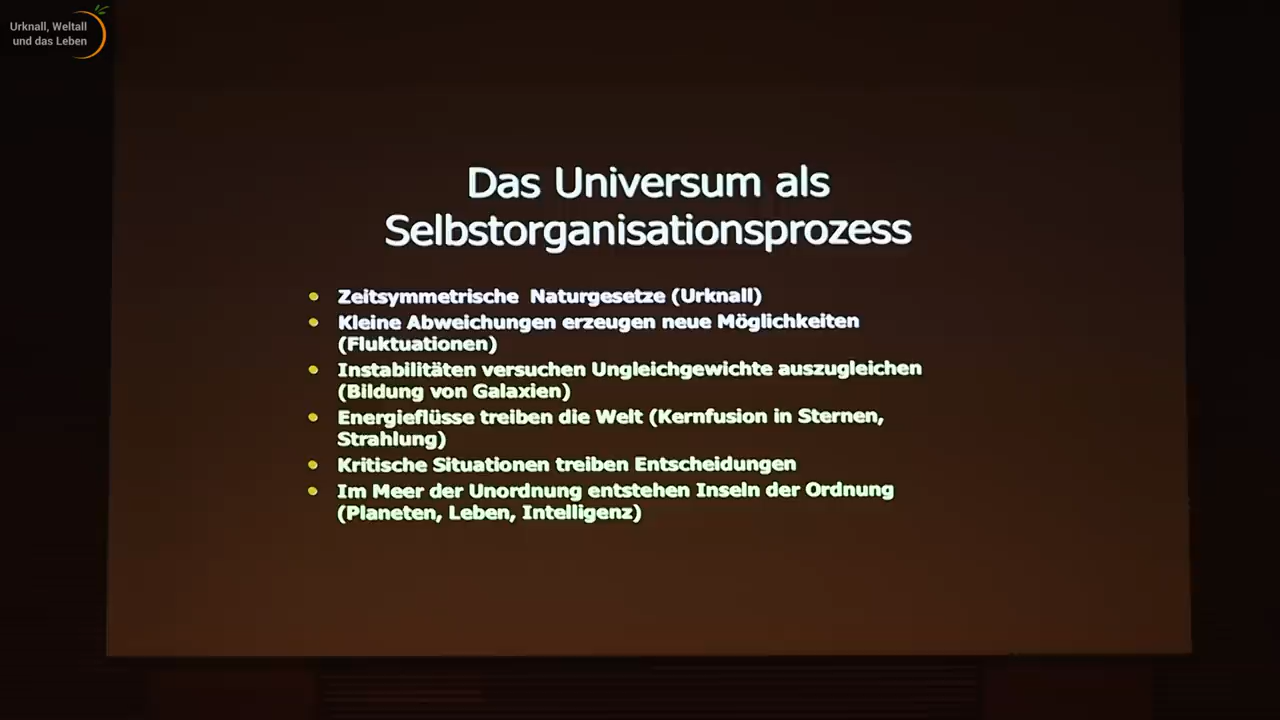 Urknall, Weltall
und das Leben
Das Universum als
Selbstorganisationsprozess
• Zeitsymmetrische Naturgesetze (Urknall)
• Kleine Abweichungen erzeugen neue Möglichkeiten
(Fluktuationen)
• Instabilitäten versuchen Ungleichgewichte auszugleichen
(Bildung von Galaxien)
• Energieflüsse treiben die Welt (Kernfusion in Sternen,
Strahlung)
• Kritische Situationen treiben Entscheidungen
• Im Meer der Unordnung entstehen Inseln der Ordnung
(Planeten, Leben, Intelligenz)